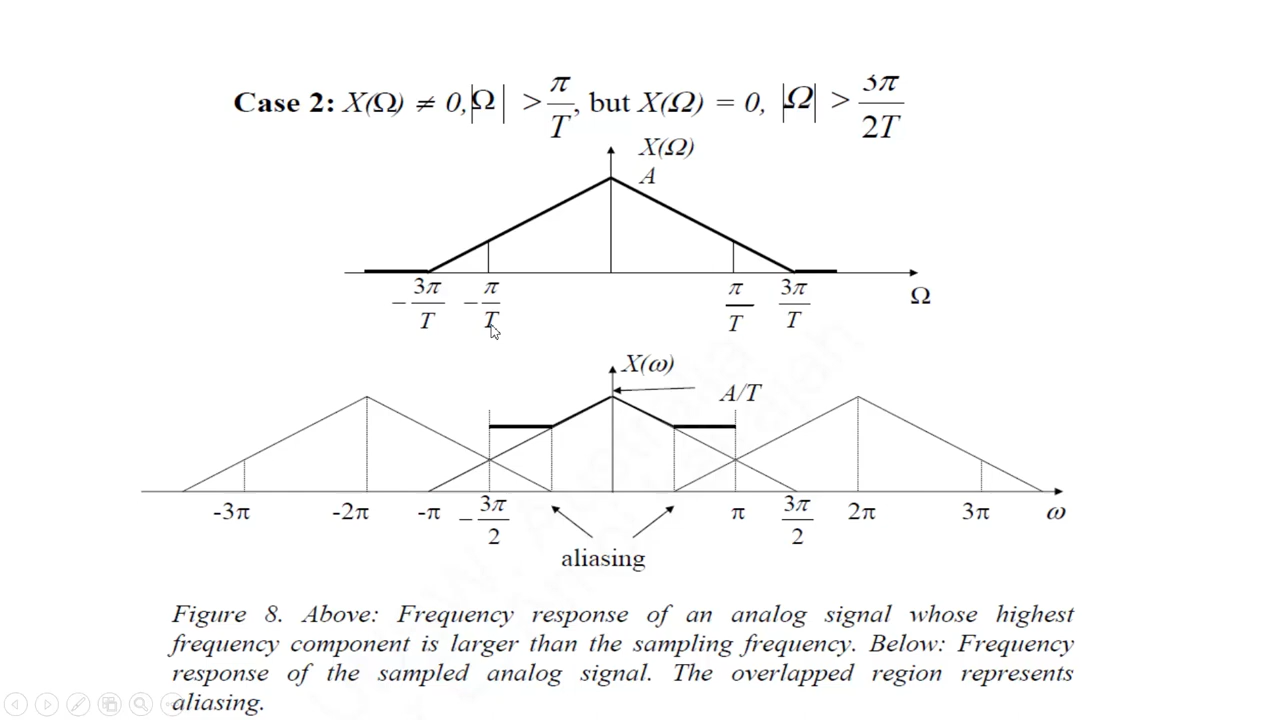 Case 2: X(Ω) ≠ 0, |Ω| > π/T, but X(Ω) = 0, |Ω| > 3π/2T
X(Ω)
A
−3π/T −π/T π/T 3π/T Ω
X(ω)
A/T
-3π -2π -π −3π/2 π 3π/2 2π 3π ω
aliasing
Figure 8. Above: Frequency response of an analog signal whose highest
frequency component is larger than the sampling frequency. Below: Frequency
response of the sampled analog signal. The overlapped region represents
aliasing.